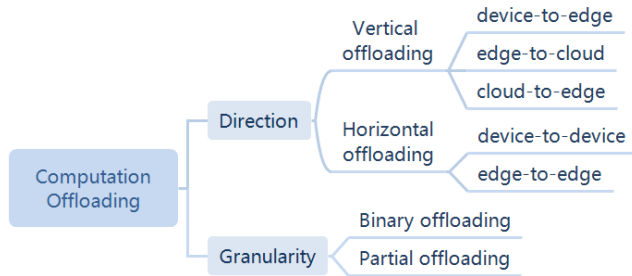 Computation
Offloading
Direction
Vertical
offloading
device-to-edge
edge-to-cloud
cloud-to-edge
Horizontal
offloading
device-to-device
edge-to-edge
Granularity
Binary offloading
Partial offloading